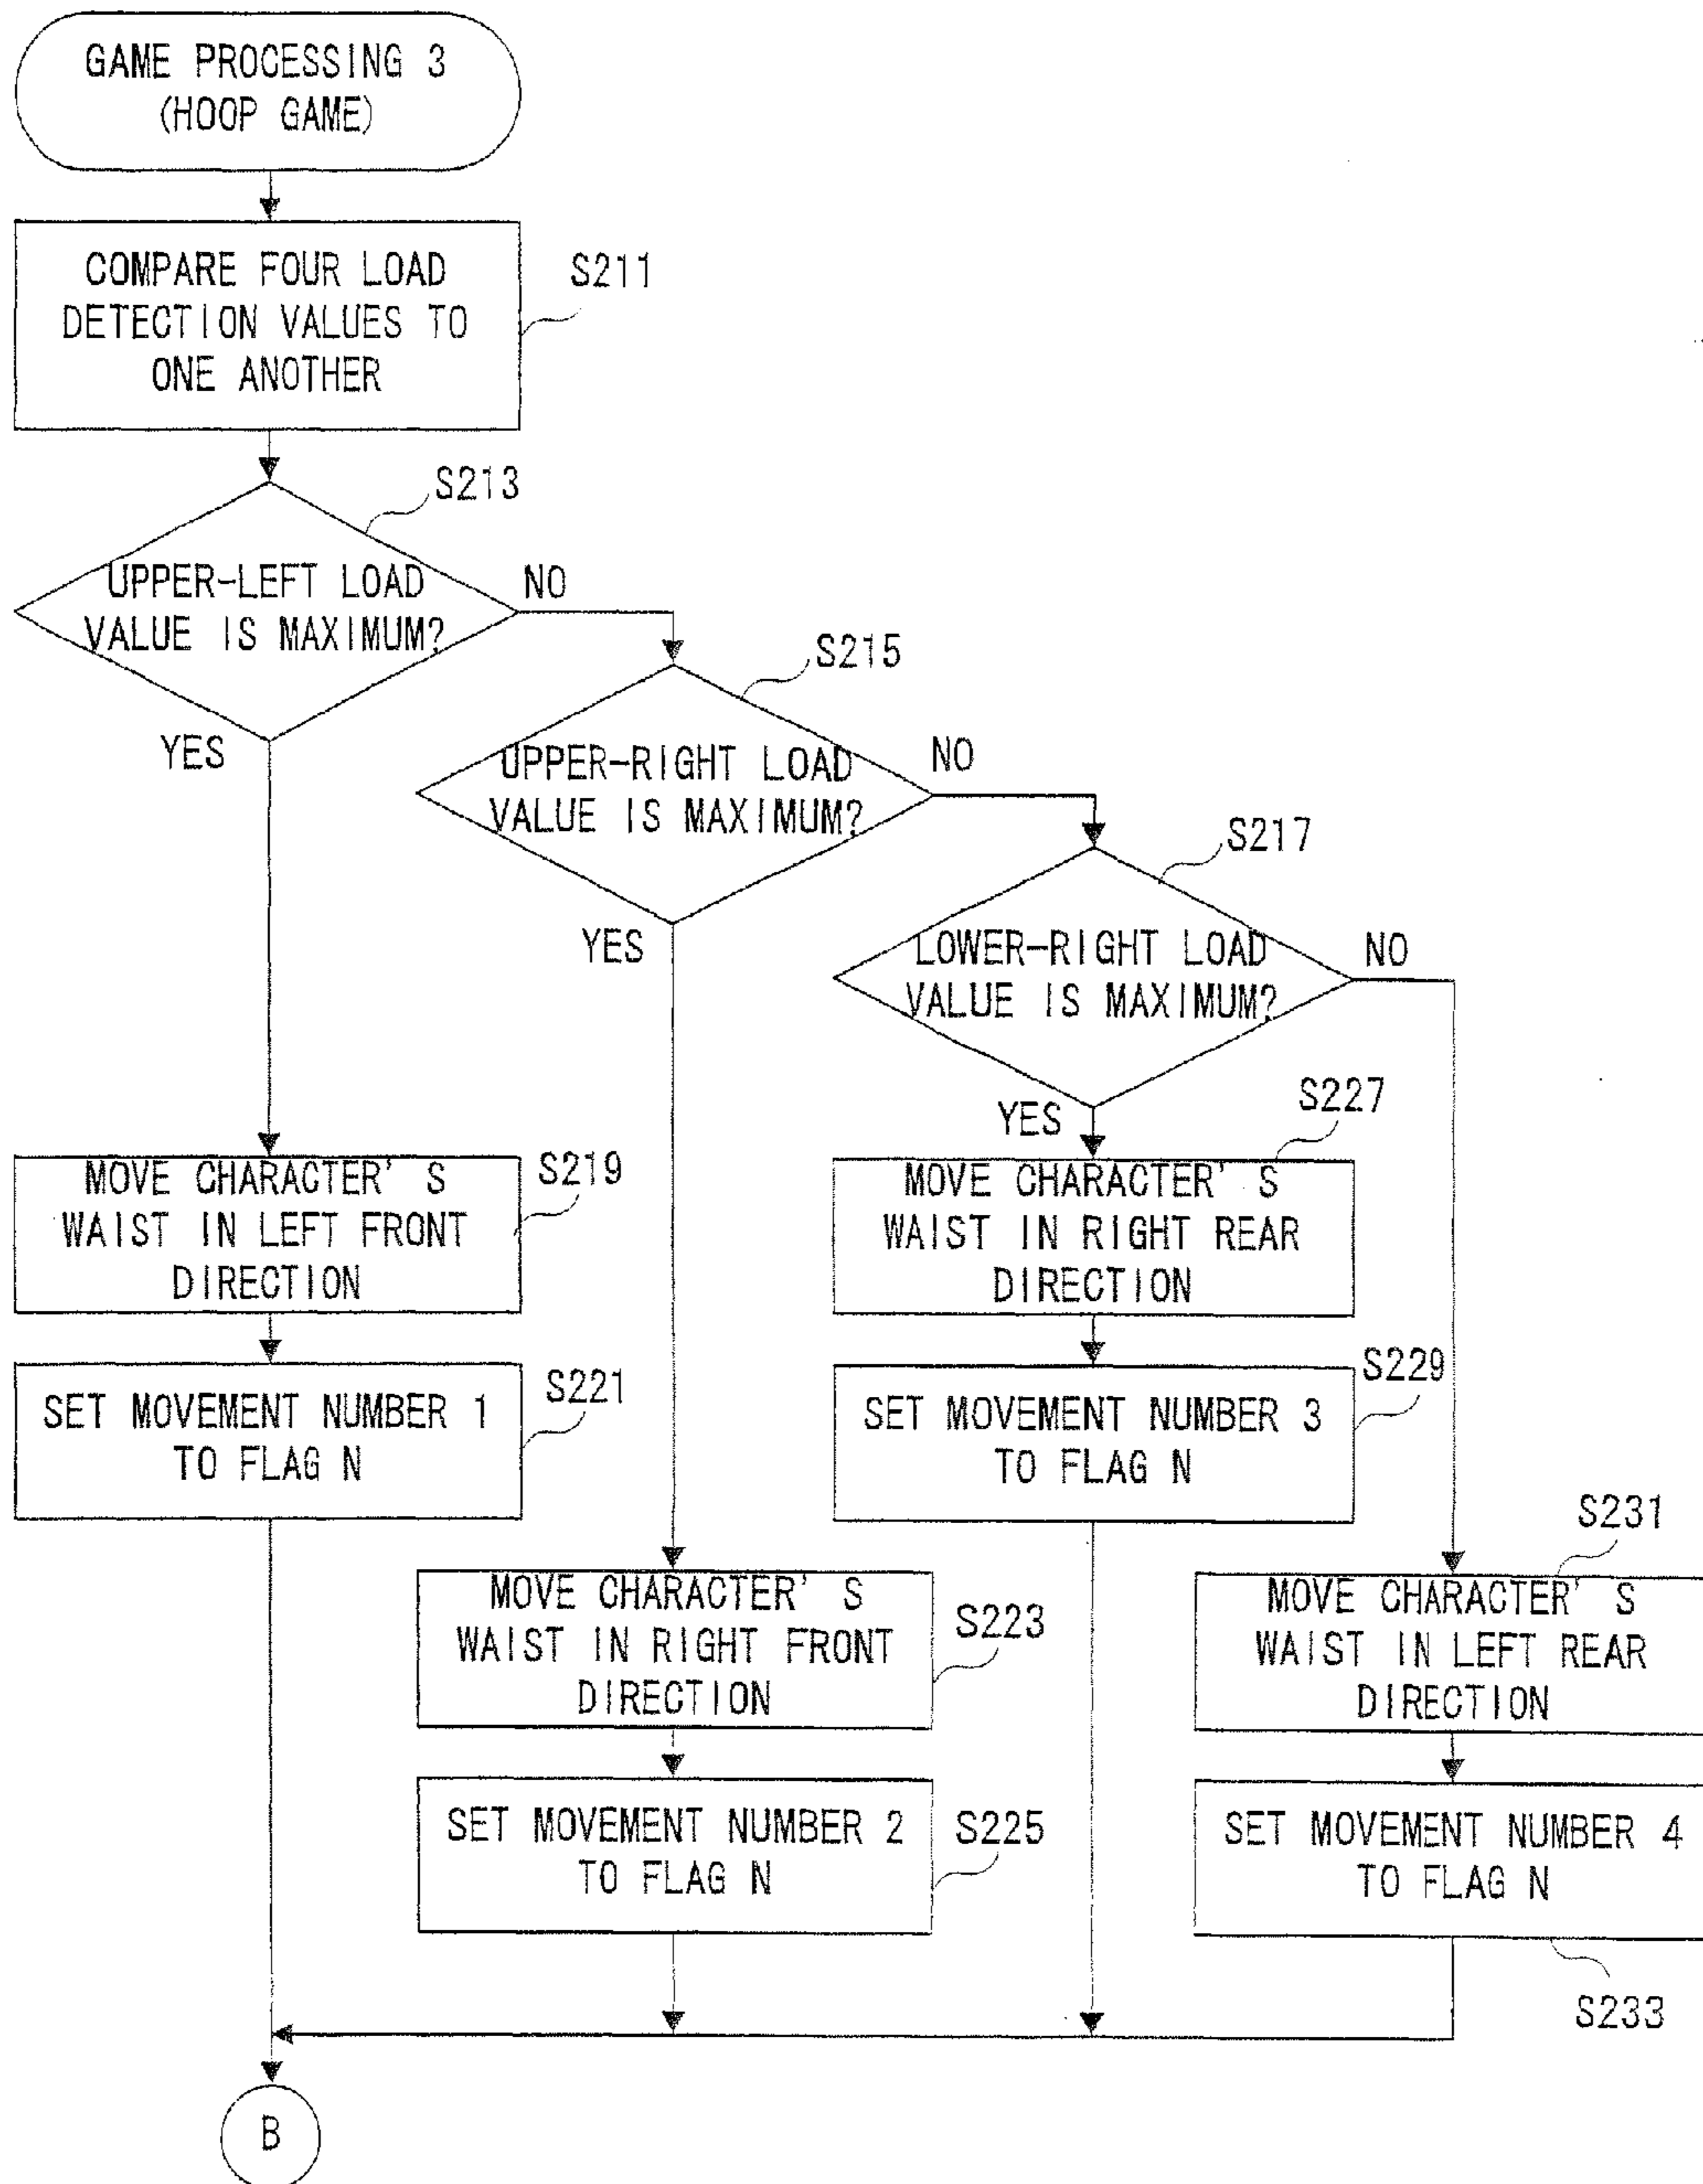 GAME PROCESSING 3
(HOOP GAME)
COMPARE FOUR LOAD
DETECTION VALUES TO
ONE ANOTHER
S211
S213
UPPER-LEFT LOAD
VALUE IS MAXIMUM?
NO
YES
S215
UPPER-RIGHT LOAD
VALUE IS MAXIMUM?
NO
YES
S217
LOWER-RIGHT LOAD
VALUE IS MAXIMUM?
NO
YES
MOVE CHARACTER'S
WAIST IN LEFT FRONT
DIRECTION
S219
S227
MOVE CHARACTER'S
WAIST IN RIGHT REAR
DIRECTION
SET MOVEMENT NUMBER 1
TO FLAG N
S221
SET MOVEMENT NUMBER 3
TO FLAG N
S229
MOVE CHARACTER'S
WAIST IN RIGHT FRONT
DIRECTION
S223
S231
MOVE CHARACTER'S
WAIST IN LEFT REAR
DIRECTION
SET MOVEMENT NUMBER 2
TO FLAG N
S225
SET MOVEMENT NUMBER 4
TO FLAG N
S233
B